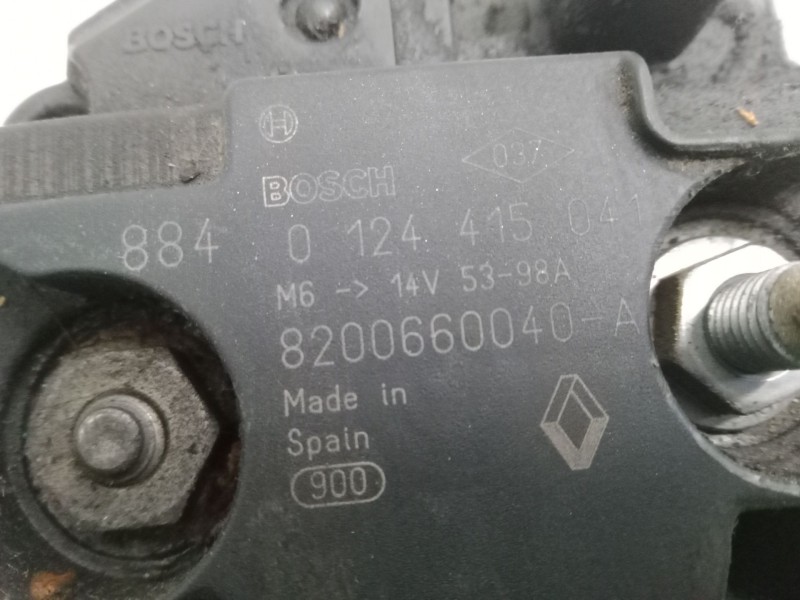 BOSCH
037
BOSCH
884 0 124 415 041
M6 -> 14V 53-98A
8200660040-A
Made in
Spain
900